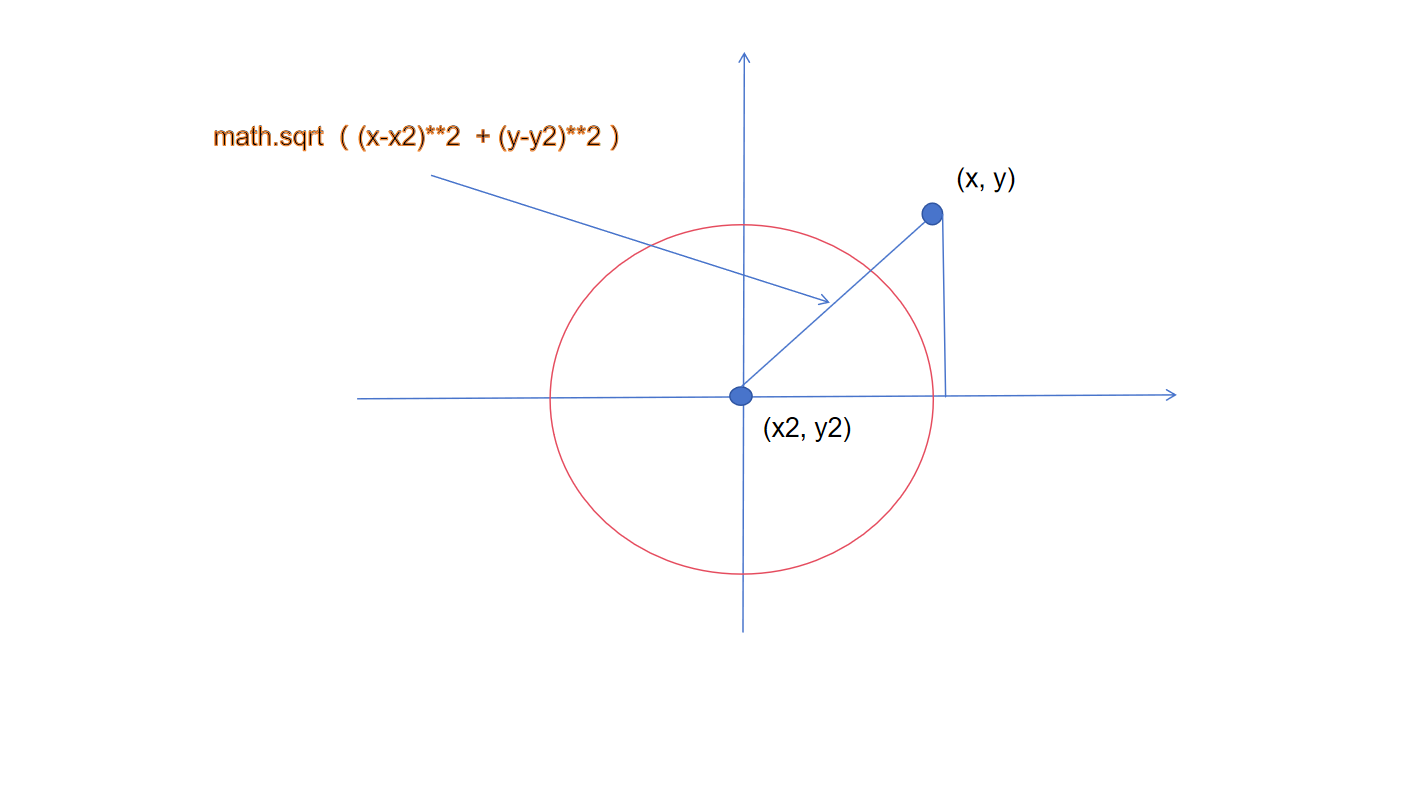 math.sqrt ( (x-x2)**2 + (y-y2)**2 )
(x, y)
(x2, y2)